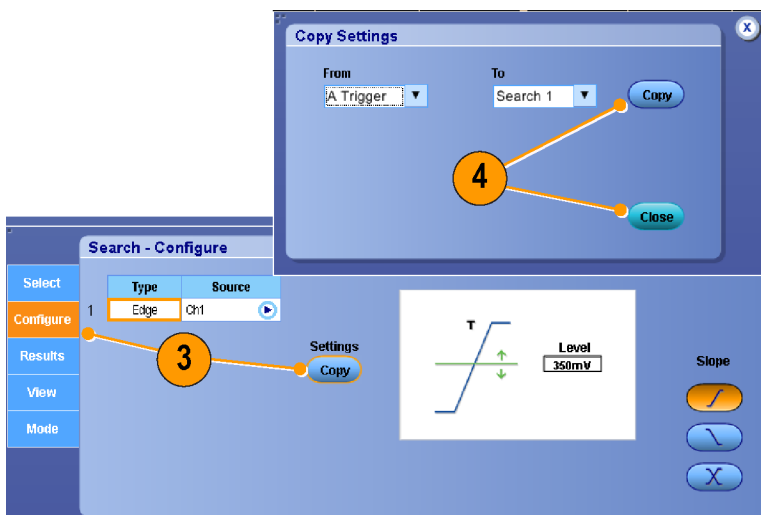 Copy Settings
X
From
To
A Trigger
Search 1
Copy
4
Close
Search - Configure
Select
Configure
Results
View
Mode
Type
Source
1
Edge
Ch1
3
Settings
Copy
T
Level
350mV
Slope